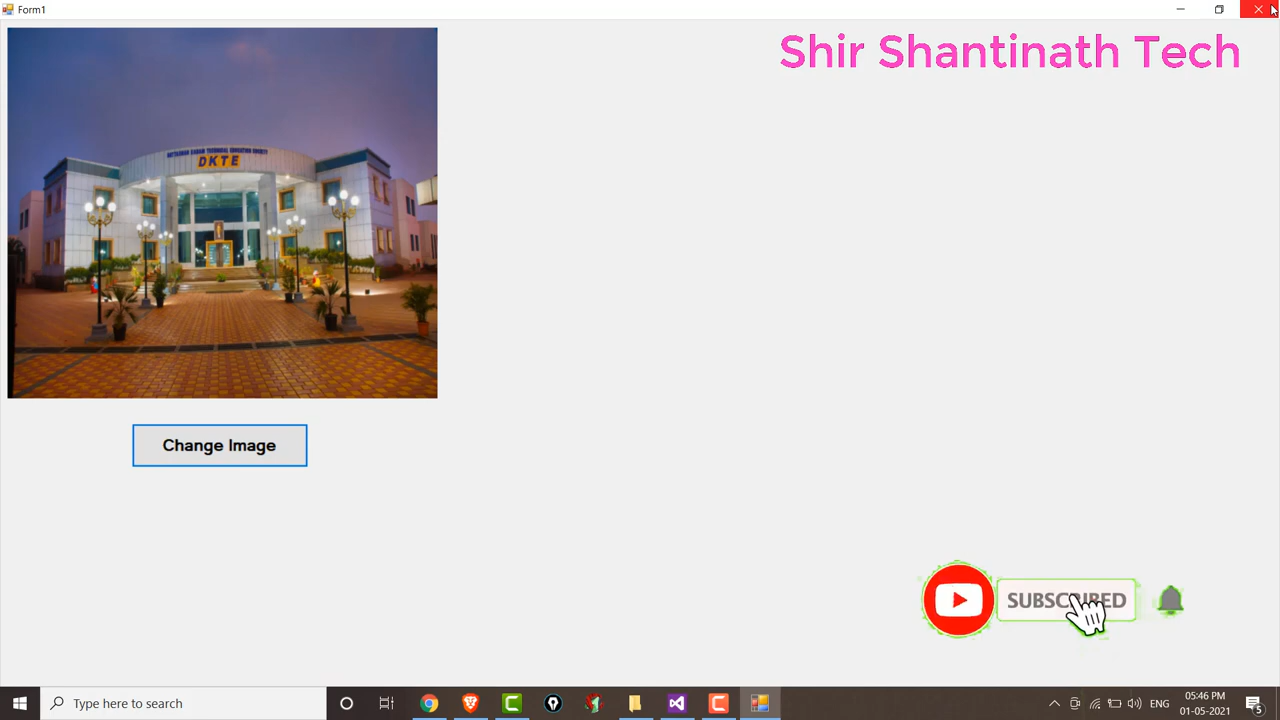 Form1
Shir Shantinath Tech
DKTE
Change Image
SUBSCRIBED
Type here to search
ENG
05:46 PM
01-05-2021
5